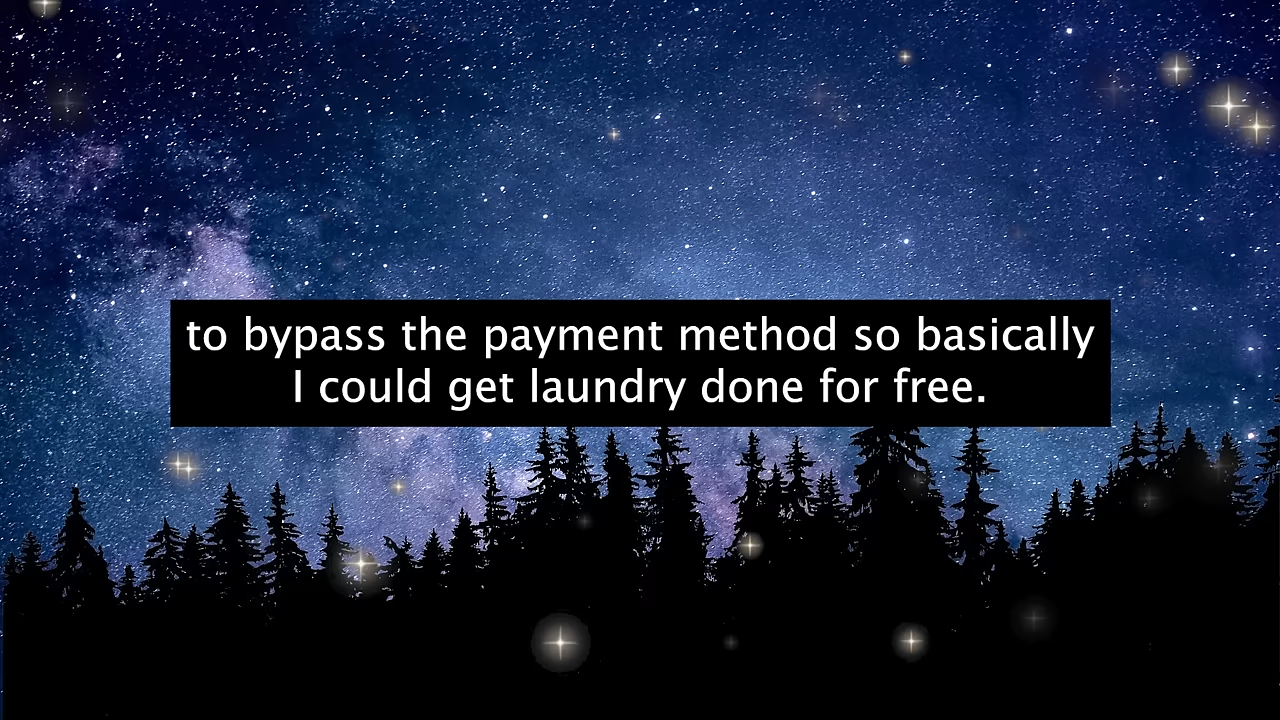 to bypass the payment method so basically
I could get laundry done for free.